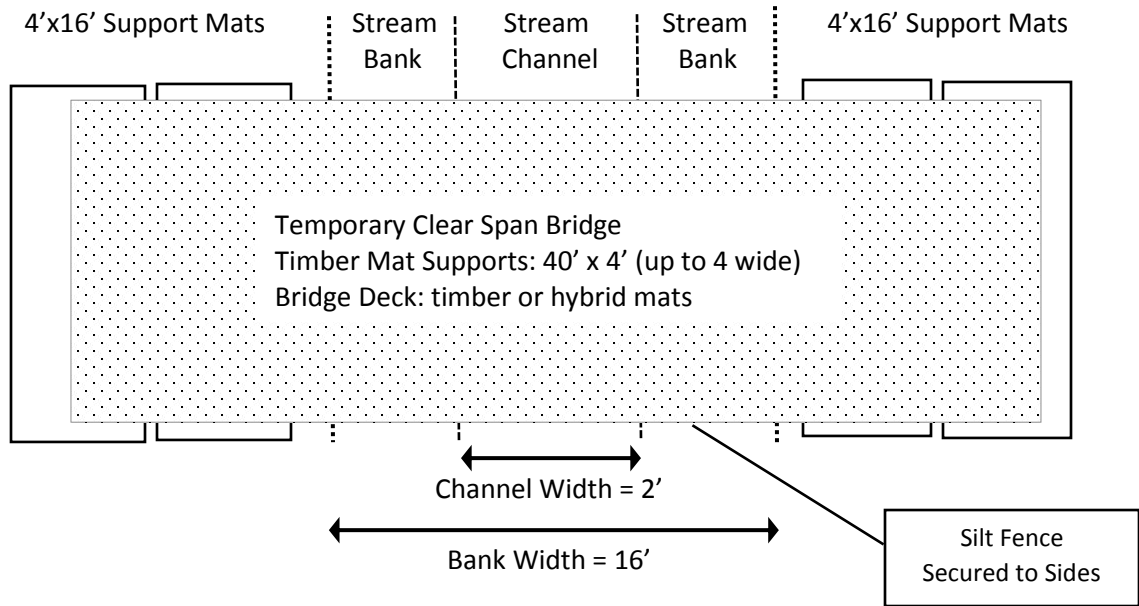 4’x16’ Support Mats
Stream
Bank
Stream
Channel
Stream
Bank
4’x16’ Support Mats
Temporary Clear Span Bridge
Timber Mat Supports: 40’ x 4’ (up to 4 wide)
Bridge Deck: timber or hybrid mats
Channel Width = 2’
Bank Width = 16’
Silt Fence
Secured to Sides